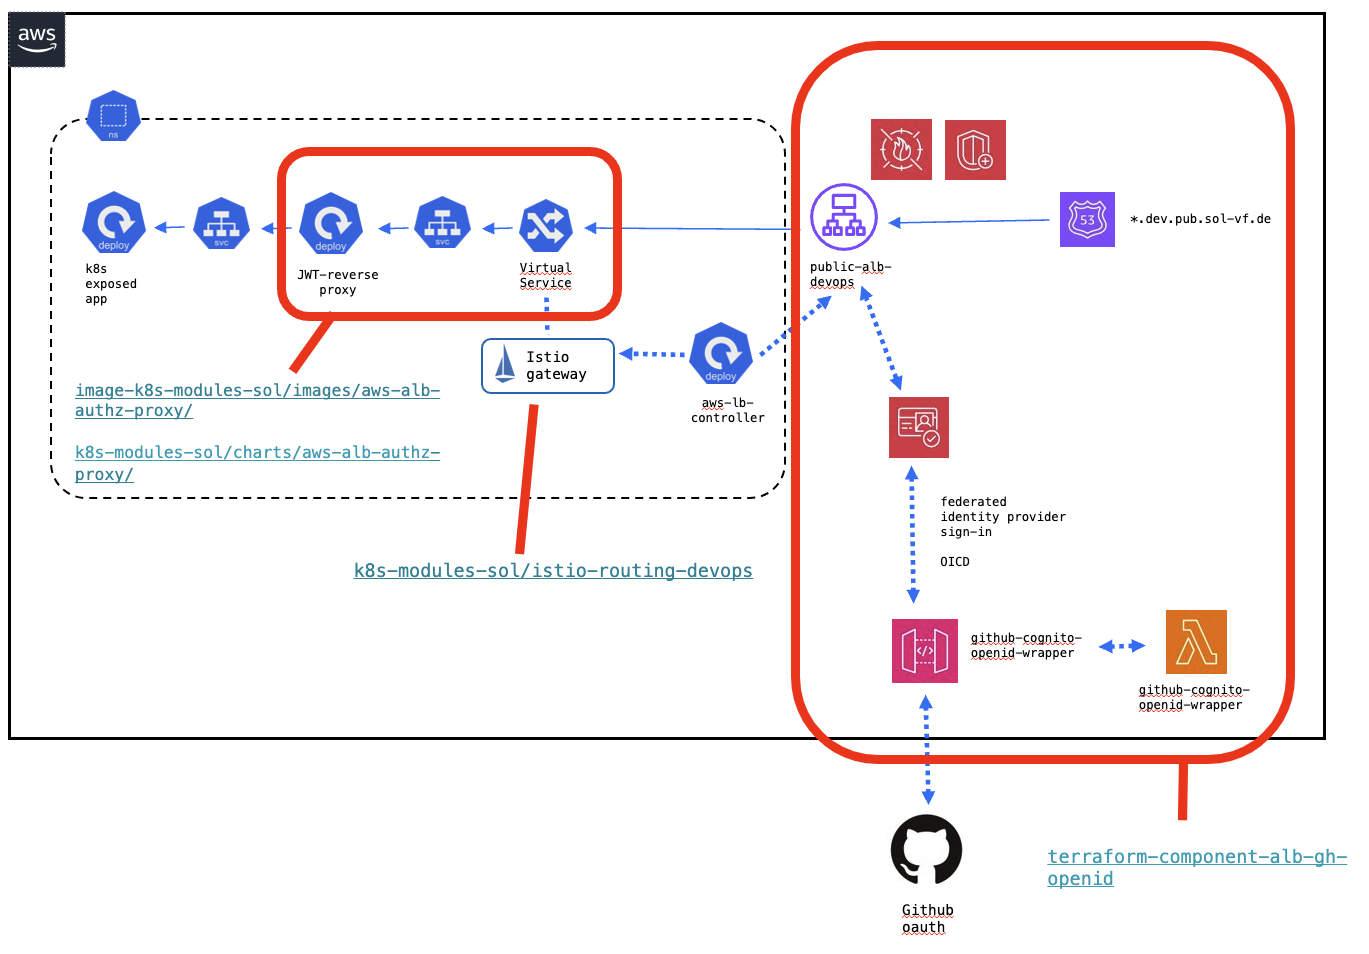 aws
ns
deploy
svc
deploy
svc
k8s
exposed
app
JWT-reverse
proxy
Virtual
Service
public-alb-
devops
53
*.dev.pub.sol-vf.de
Istio
gateway
deploy
aws-lb-
controller
image-k8s-modules-sol/images/aws-alb-
authz-proxy/
k8s-modules-sol/charts/aws-alb-authz-
proxy/
k8s-modules-sol/istio-routing-devops
federated
identity provider
sign-in
OICD
</>
github-cognito-
openid-wrapper
github-cognito-
openid-wrapper
Github
oauth
terraform-component-alb-gh-
openid